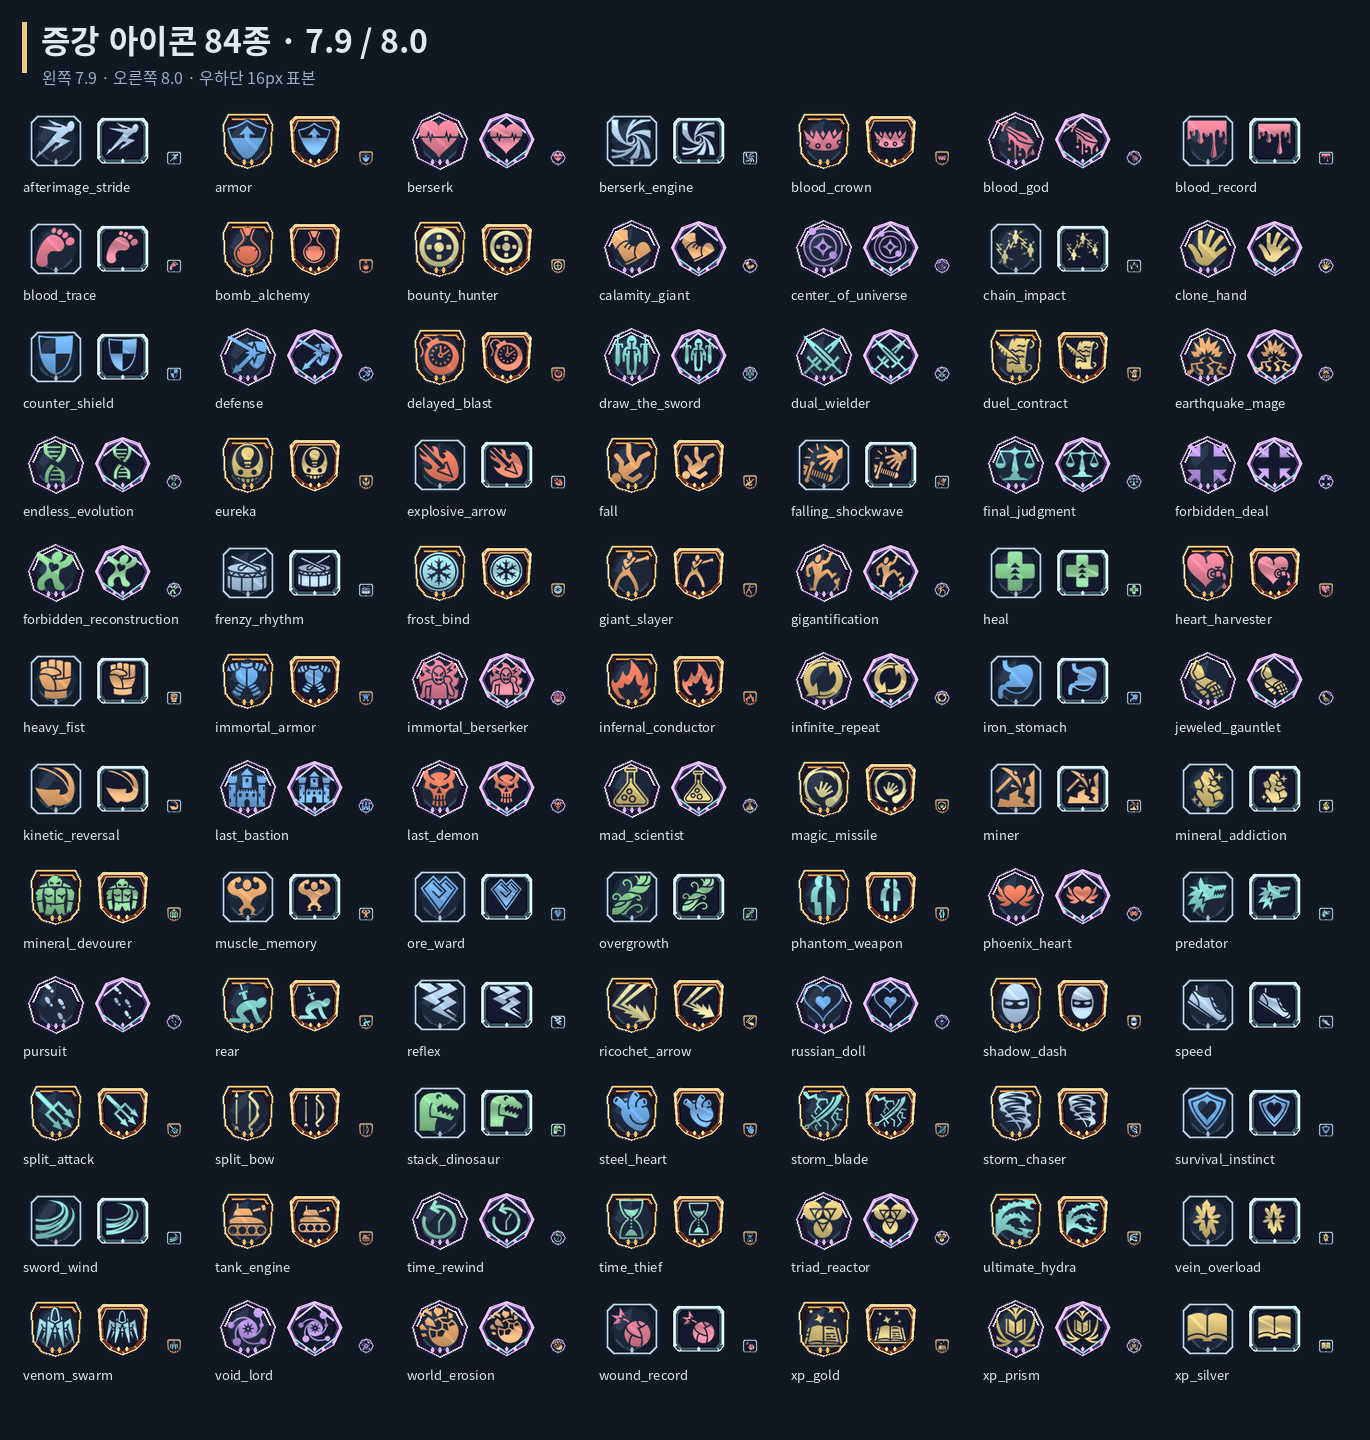 증강 아이콘 84종 · 7.9 / 8.0
왼쪽 7.9 · 오른쪽 8.0 · 우하단 16px 표본
afterimage_stride armor berserk berserk_engine blood_crown blood_god blood_record
blood_trace bomb_alchemy bounty_hunter calamity_giant center_of_universe chain_impact clone_hand
counter_shield defense delayed_blast draw_the_sword dual_wielder duel_contract earthquake_mage
endless_evolution eureka explosive_arrow fall falling_shockwave final_judgment forbidden_deal
forbidden_reconstruction frenzy_rhythm frost_bind giant_slayer gigantification heal heart_harvester
heavy_fist immortal_armor immortal_berserker infernal_conductor infinite_repeat iron_stomach jeweled_gauntlet
kinetic_reversal last_bastion last_demon mad_scientist magic_missile miner mineral_addiction
mineral_devourer muscle_memory ore_ward overgrowth phantom_weapon phoenix_heart predator
pursuit rear reflex ricochet_arrow russian_doll shadow_dash speed
split_attack split_bow stack_dinosaur steel_heart storm_blade storm_chaser survival_instinct
sword_wind tank_engine time_rewind time_thief triad_reactor ultimate_hydra vein_overload
venom_swarm void_lord world_erosion wound_record xp_gold xp_prism xp_silver